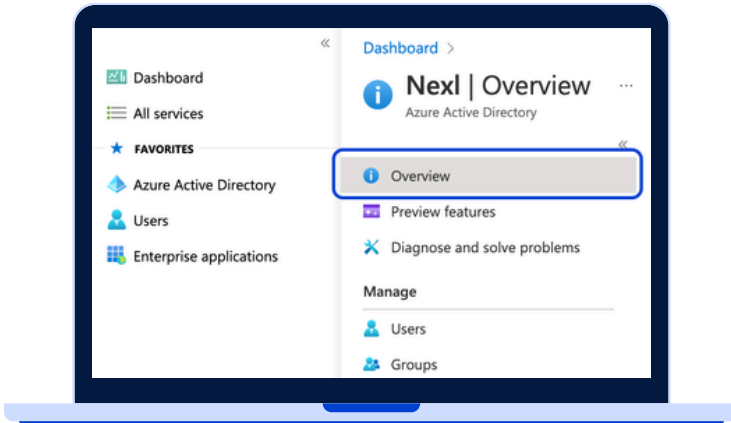 Dashboard
All services
FAVORITES
Azure Active Directory
Users
Enterprise applications
Dashboard >
Nexl | Overview ...
Azure Active Directory
Overview
Preview features
Diagnose and solve problems
Manage
Users
Groups